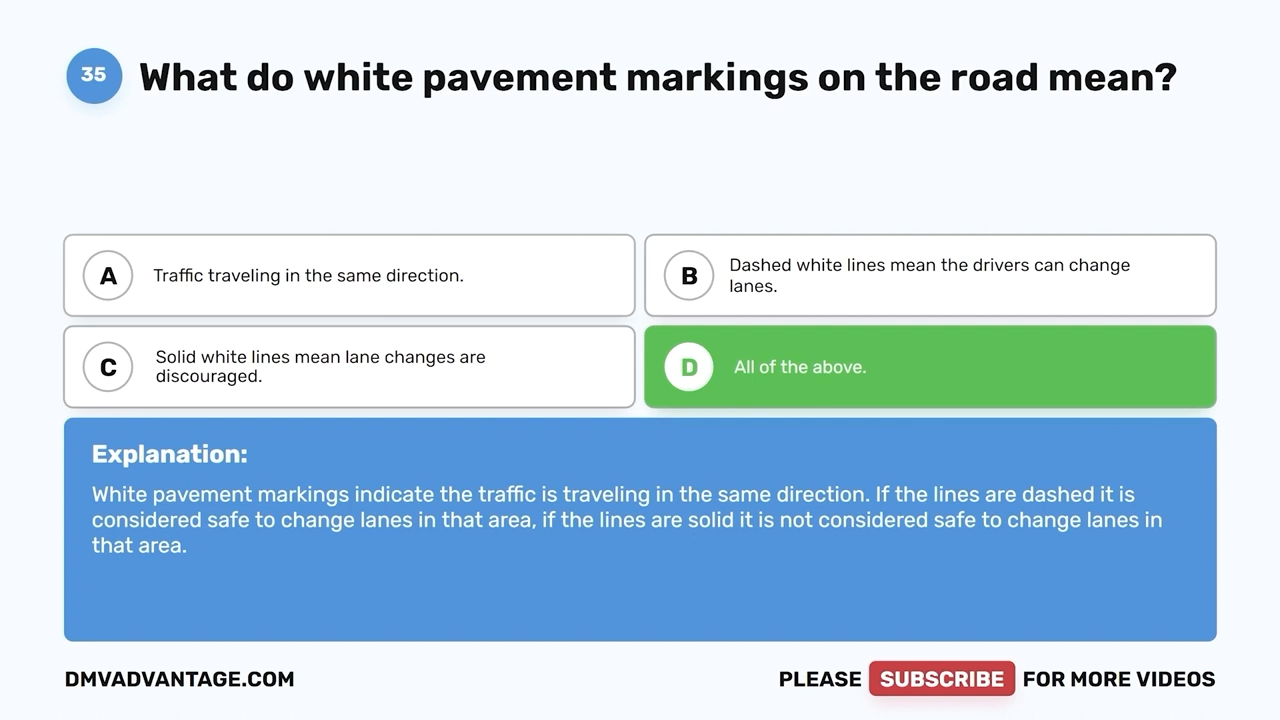 35
What do white pavement markings on the road mean?
A
Traffic traveling in the same direction.
B
Dashed white lines mean the drivers can change
lanes.
C
Solid white lines mean lane changes are
discouraged.
D
All of the above.
Explanation:
White pavement markings indicate the traffic is traveling in the same direction. If the lines are dashed it is
considered safe to change lanes in that area, if the lines are solid it is not considered safe to change lanes in
that area.
DMVADVANTAGE.COM
PLEASE SUBSCRIBE FOR MORE VIDEOS